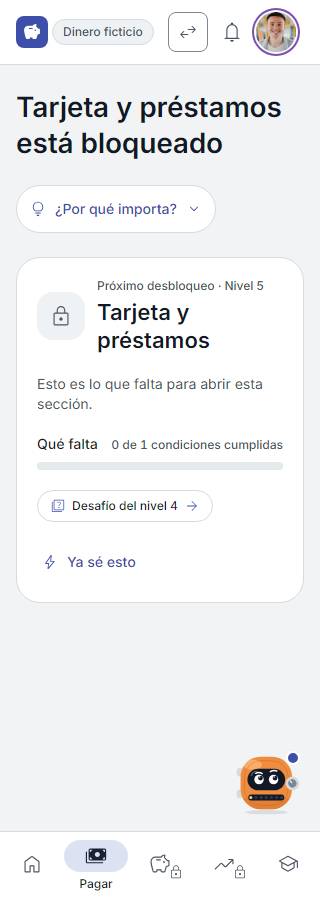 Dinero ficticio
Tarjeta y préstamos
está bloqueado
¿Por qué importa?
Próximo desbloqueo · Nivel 5
Tarjeta y
préstamos
Esto es lo que falta para abrir esta
sección.
Qué falta 0 de 1 condiciones cumplidas
Desafío del nivel 4
Ya sé esto
Pagar